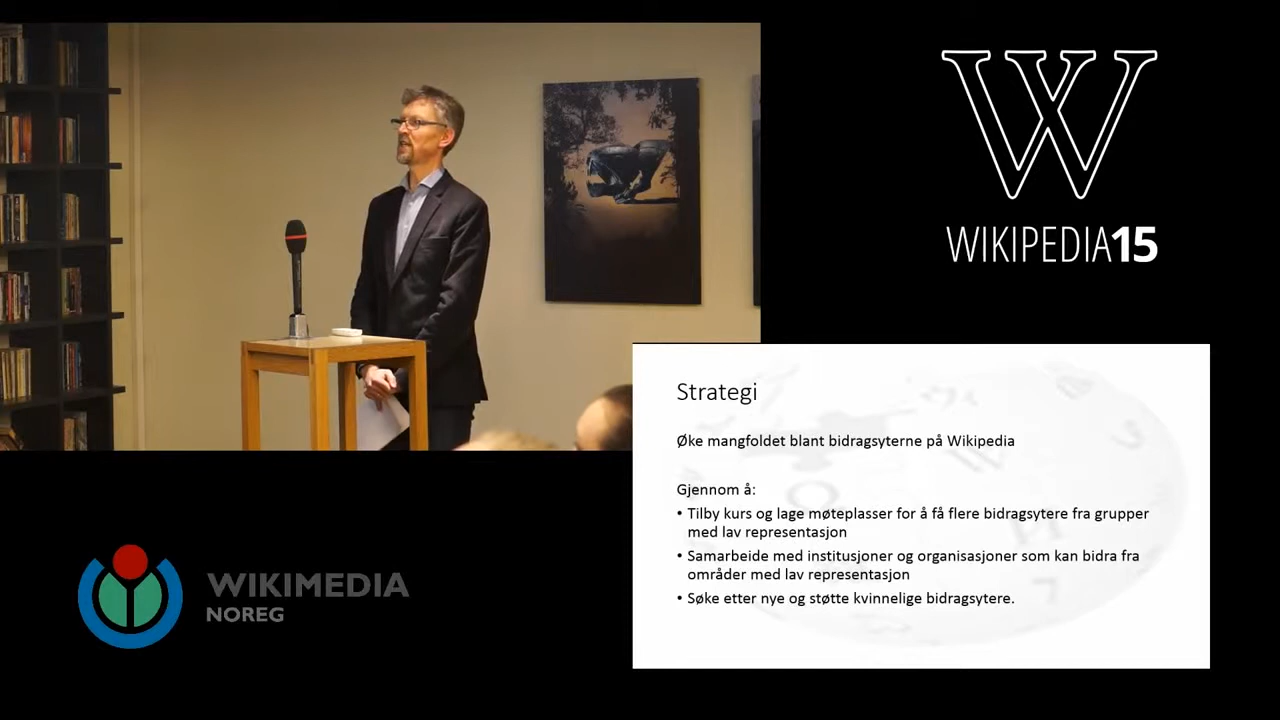 W
WIKIPEDIA15
Strategi
Øke mangfoldet blant bidragsyterne på Wikipedia
Gjennom å:
• Tilby kurs og lage møteplasser for å få flere bidragsytere fra grupper
med lav representasjon
• Samarbeide med institusjoner og organisasjoner som kan bidra fra
områder med lav representasjon
• Søke etter nye og støtte kvinnelige bidragsytere.
WIKIMEDIA
NOREG